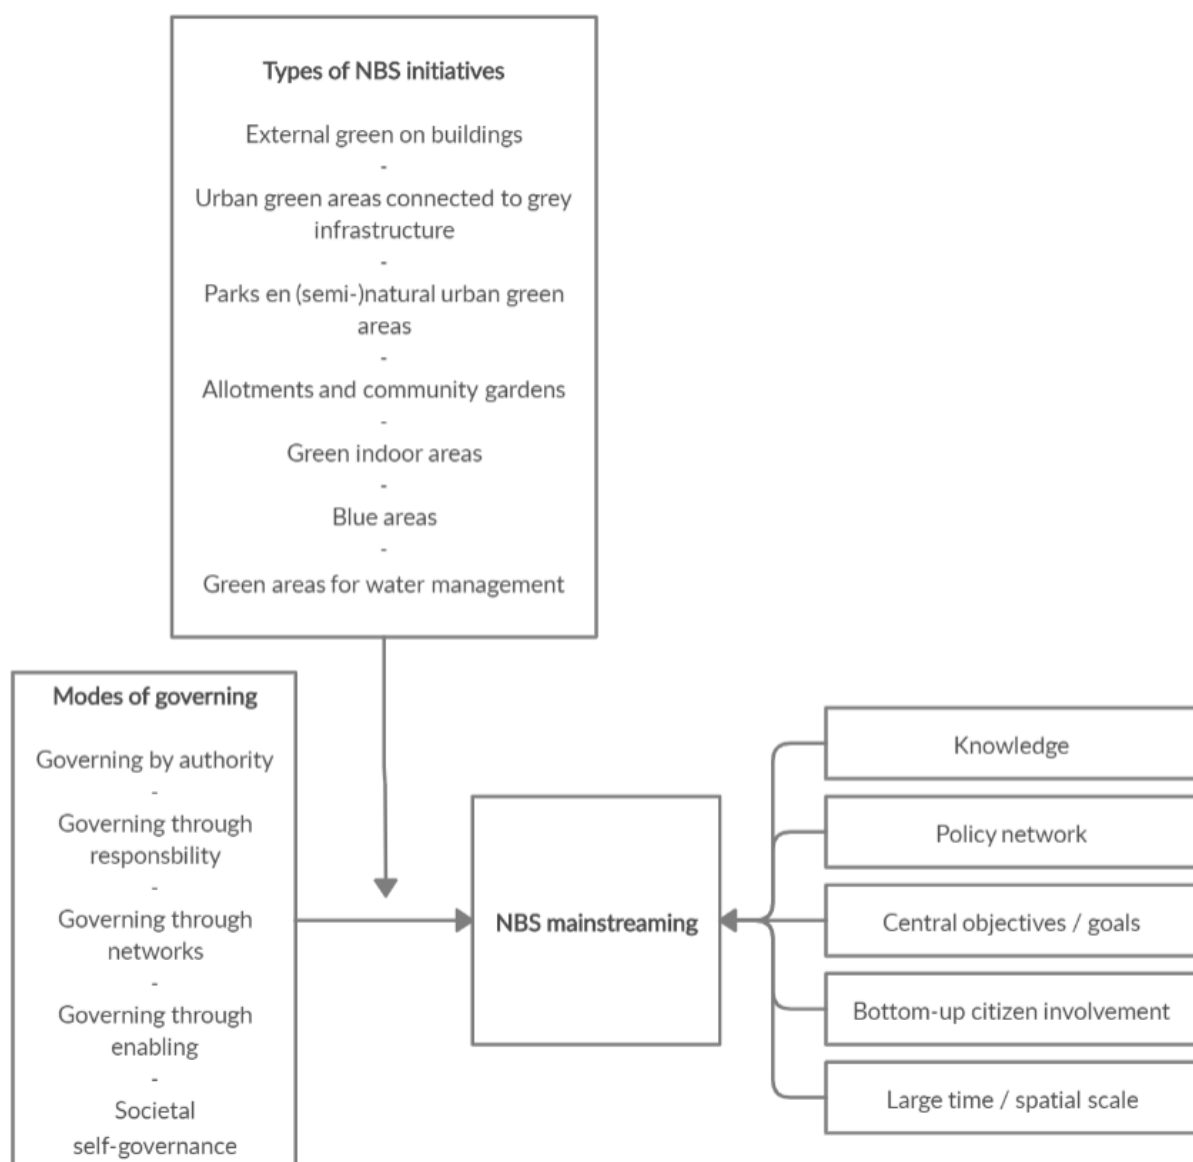 Types of NBS initiatives
External green on buildings
-
Urban green areas connected to grey
infrastructure
-
Parks en (semi-)natural urban green
areas
-
Allotments and community gardens
-
Green indoor areas
-
Blue areas
-
Green areas for water management
Modes of governing
Governing by authority
-
Governing through
responsbility
-
Governing through
networks
-
Governing through
enabling
-
Societal
self-governance
NBS mainstreaming
Knowledge
Policy network
Central objectives / goals
Bottom-up citizen involvement
Large time / spatial scale